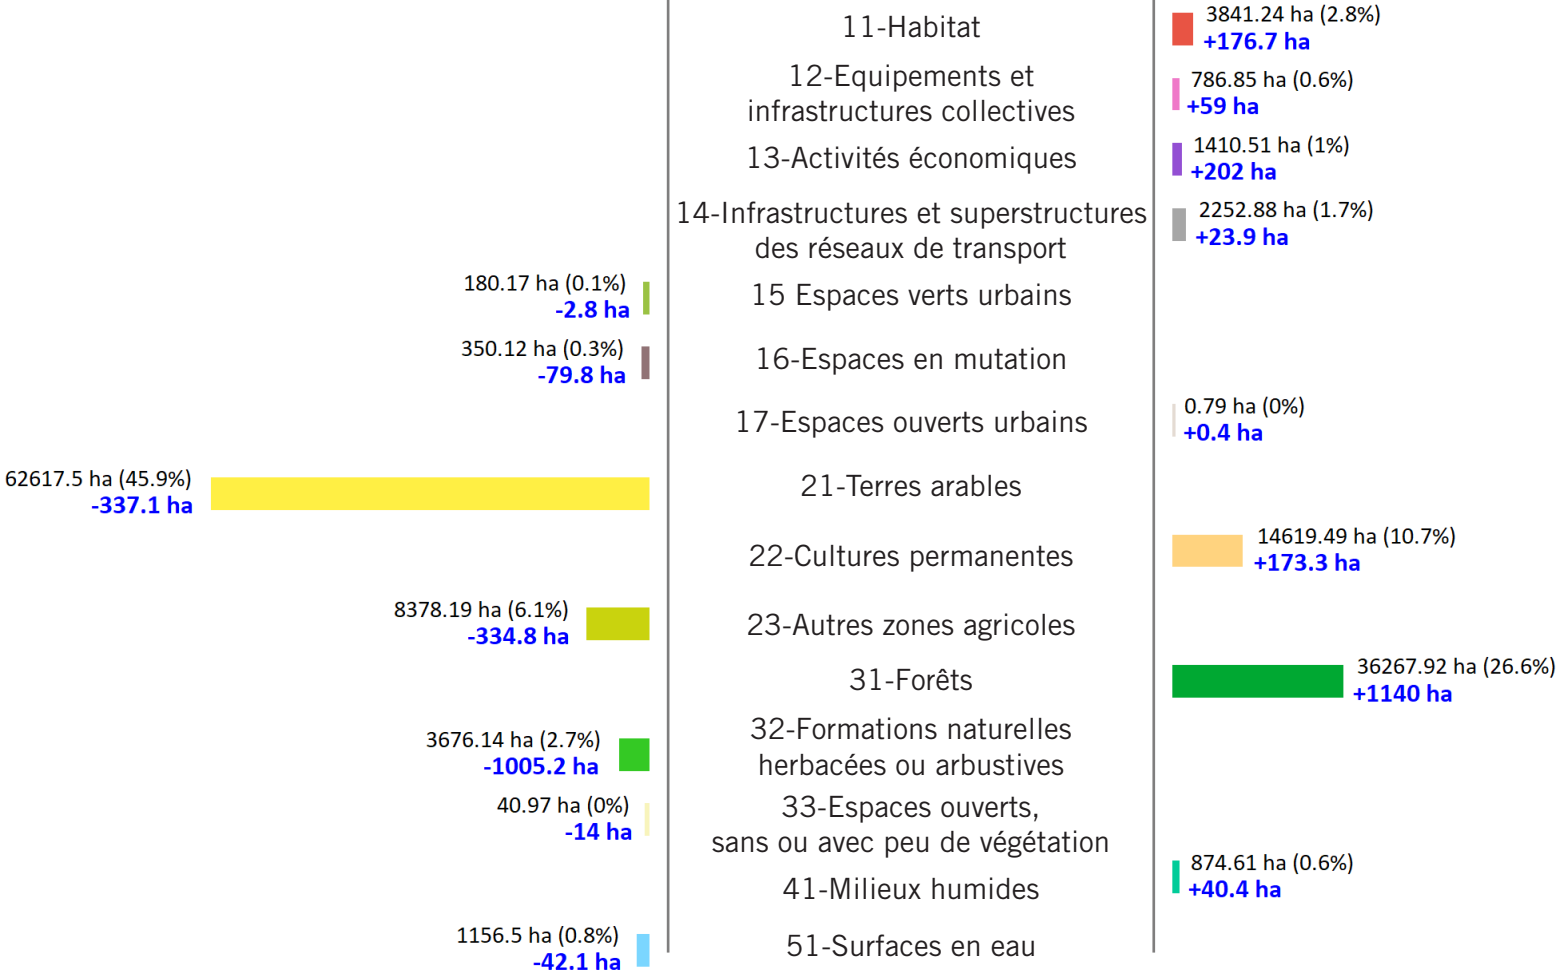 11-Habitat
3841.24 ha (2.8%)
+176.7 ha
12-Equipements et
infrastructures collectives
786.85 ha (0.6%)
+59 ha
13-Activités économiques
1410.51 ha (1%)
+202 ha
14-Infrastructures et superstructures
des réseaux de transport
2252.88 ha (1.7%)
+23.9 ha
180.17 ha (0.1%)
-2.8 ha
15 Espaces verts urbains
350.12 ha (0.3%)
-79.8 ha
16-Espaces en mutation
17-Espaces ouverts urbains
0.79 ha (0%)
+0.4 ha
62617.5 ha (45.9%)
-337.1 ha
21-Terres arables
22-Cultures permanentes
14619.49 ha (10.7%)
+173.3 ha
8378.19 ha (6.1%)
-334.8 ha
23-Autres zones agricoles
31-Forêts
36267.92 ha (26.6%)
+1140 ha
3676.14 ha (2.7%)
-1005.2 ha
32-Formations naturelles
herbacées ou arbustives
40.97 ha (0%)
-14 ha
33-Espaces ouverts,
sans ou avec peu de végétation
41-Milieux humides
874.61 ha (0.6%)
+40.4 ha
1156.5 ha (0.8%)
-42.1 ha
51-Surfaces en eau